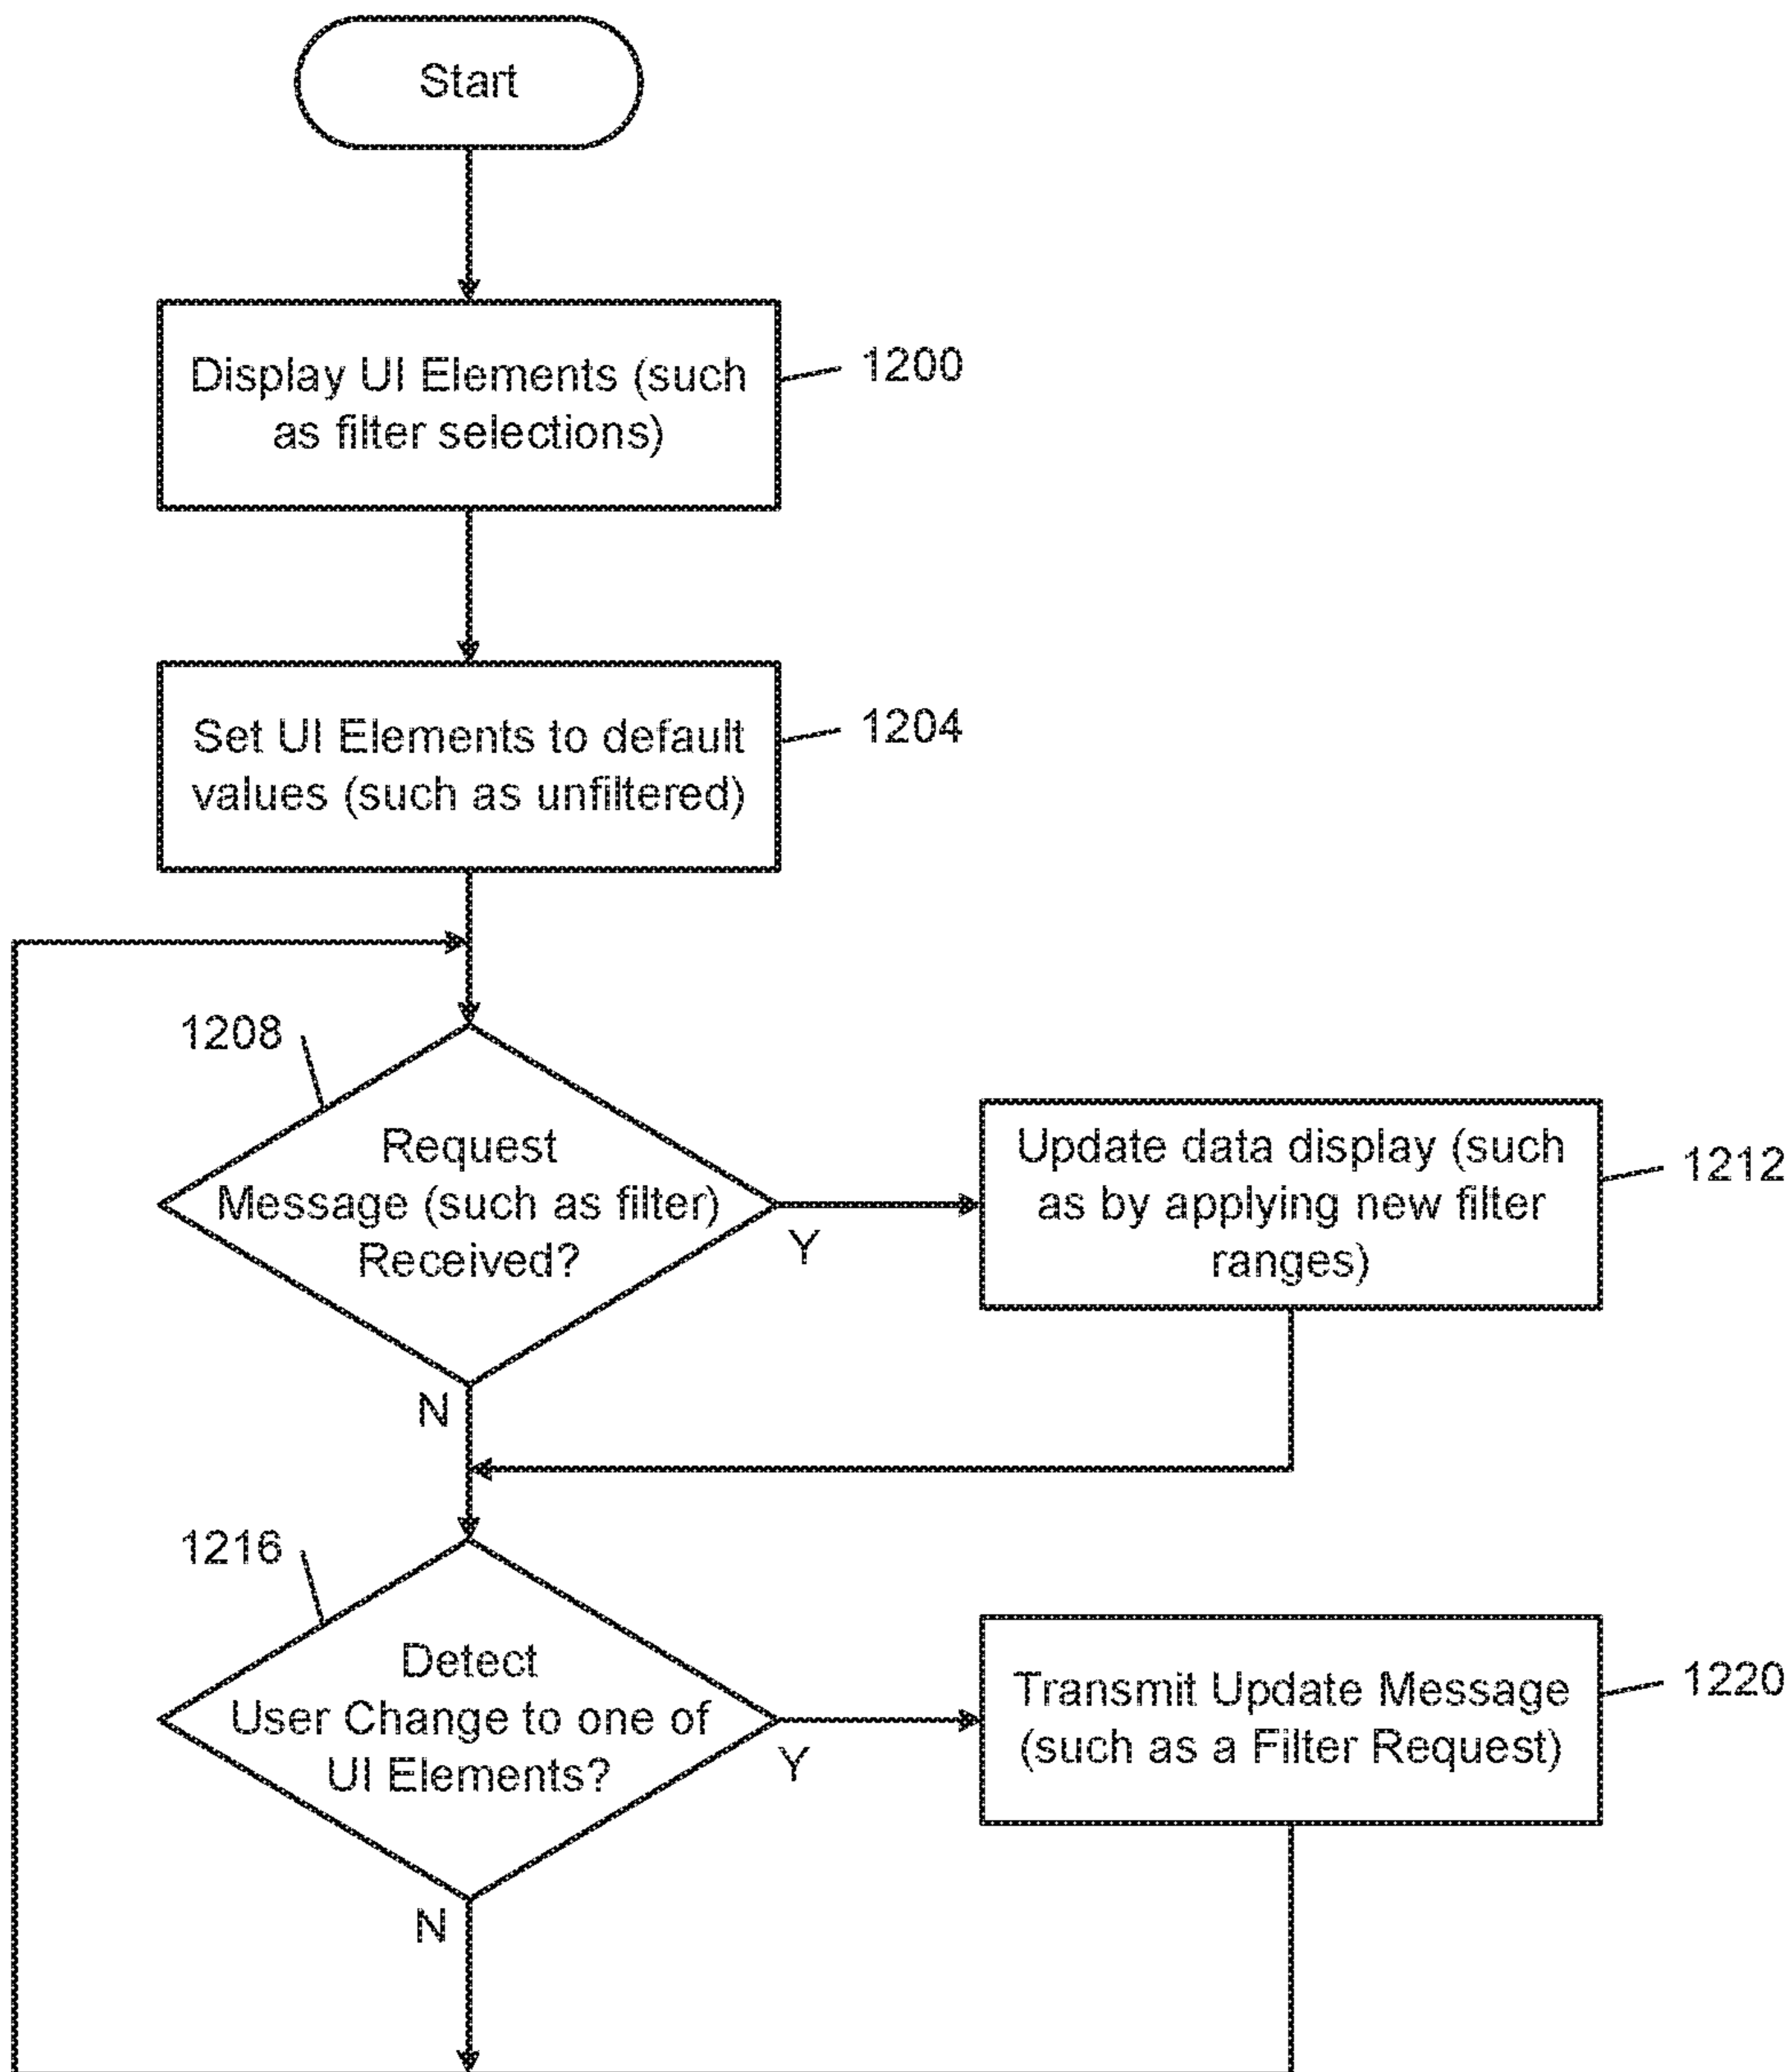 Start
Display UI Elements (such
as filter selections)
1200
Set UI Elements to default
values (such as unfiltered)
1204
1208
Request
Message (such as filter)
Received?
Y
N
Update data display (such
as by applying new filter
ranges)
1212
1216
Detect
User Change to one of
UI Elements?
Y
N
Transmit Update Message
(such as a Filter Request)
1220